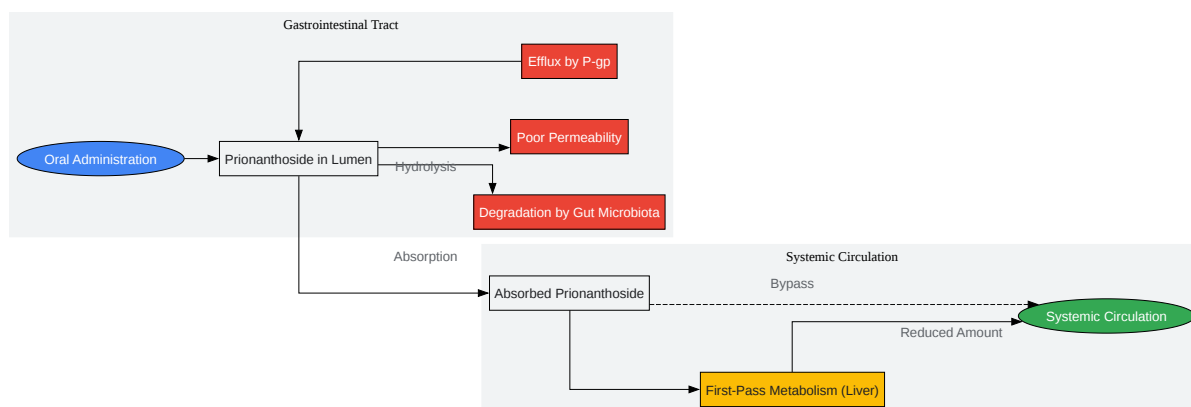 Gastrointestinal Tract
Efflux by P-gp
Poor Permeability
Oral Administration
Prionanthoside in Lumen
Hydrolysis
Degradation by Gut Microbiota
Absorption
Systemic Circulation
Bypass
Absorbed Prionanthoside
Systemic Circulation
Reduced Amount
First-Pass Metabolism (Liver)